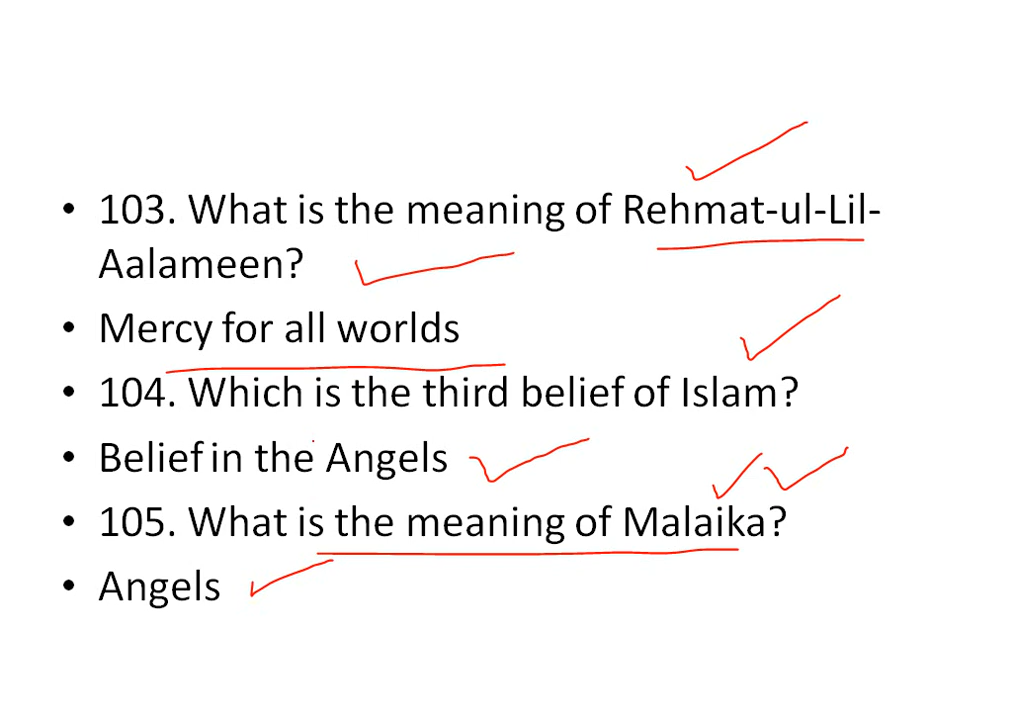 • 103. What is the meaning of Rehmat-ul-Lil-
Aalameen?
• Mercy for all worlds
• 104. Which is the third belief of Islam?
• Belief in the Angels
• 105. What is the meaning of Malaika?
• Angels